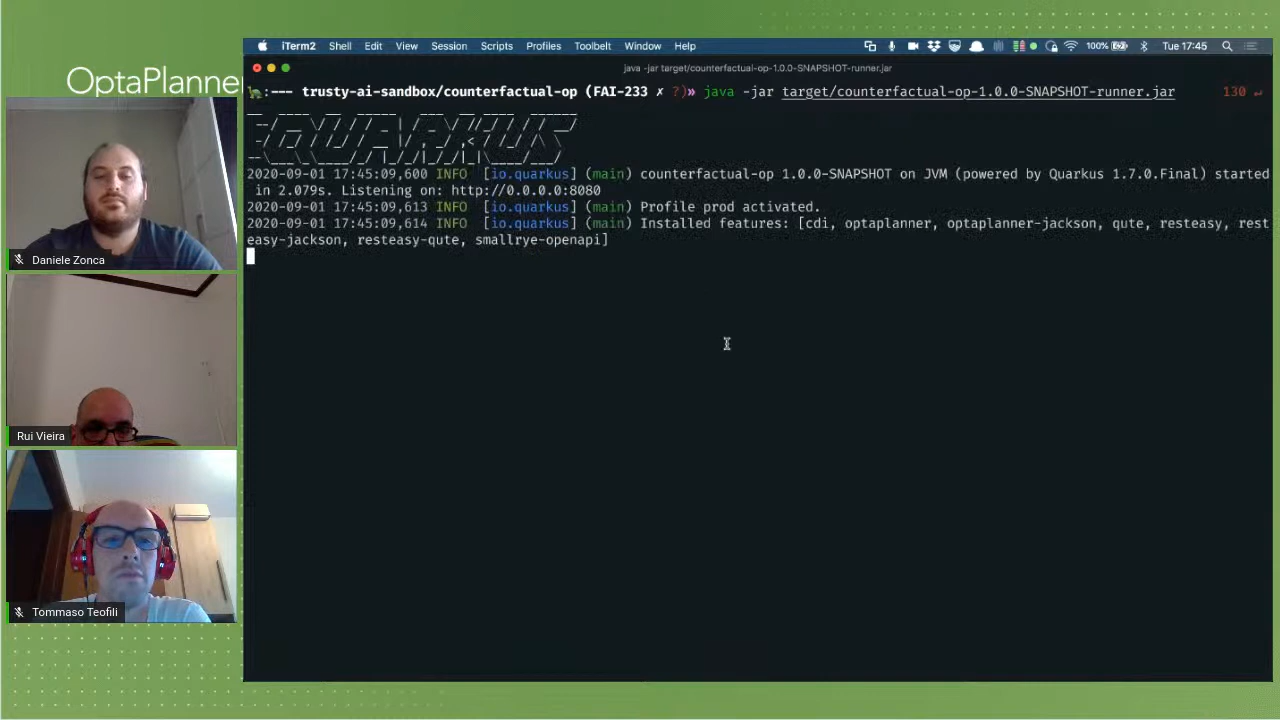 OptaPlanner
iTerm2 Shell Edit View Session Scripts Profiles Toolbelt Window Help
100% Tue 17:45
java -jar target/counterfactual-op-1.0.0-SNAPSHOT-runner.jar
:--- trusty-ai-sandbox/counterfactual-op (FAI-233 ✗ ?)» java -jar target/counterfactual-op-1.0.0-SNAPSHOT-runner.jar 130 ↵
QUARKUS
2020-09-01 17:45:09,600 INFO [io.quarkus] (main) counterfactual-op 1.0.0-SNAPSHOT on JVM (powered by Quarkus 1.7.0.Final) started
in 2.079s. Listening on: http://0.0.0.0:8080
2020-09-01 17:45:09,613 INFO [io.quarkus] (main) Profile prod activated.
2020-09-01 17:45:09,614 INFO [io.quarkus] (main) Installed features: [cdi, optaplanner, optaplanner-jackson, qute, resteasy, rest
easy-jackson, resteasy-qute, smallrye-openapi]
Daniele Zonca
Rui Vieira
Tommaso Teofili